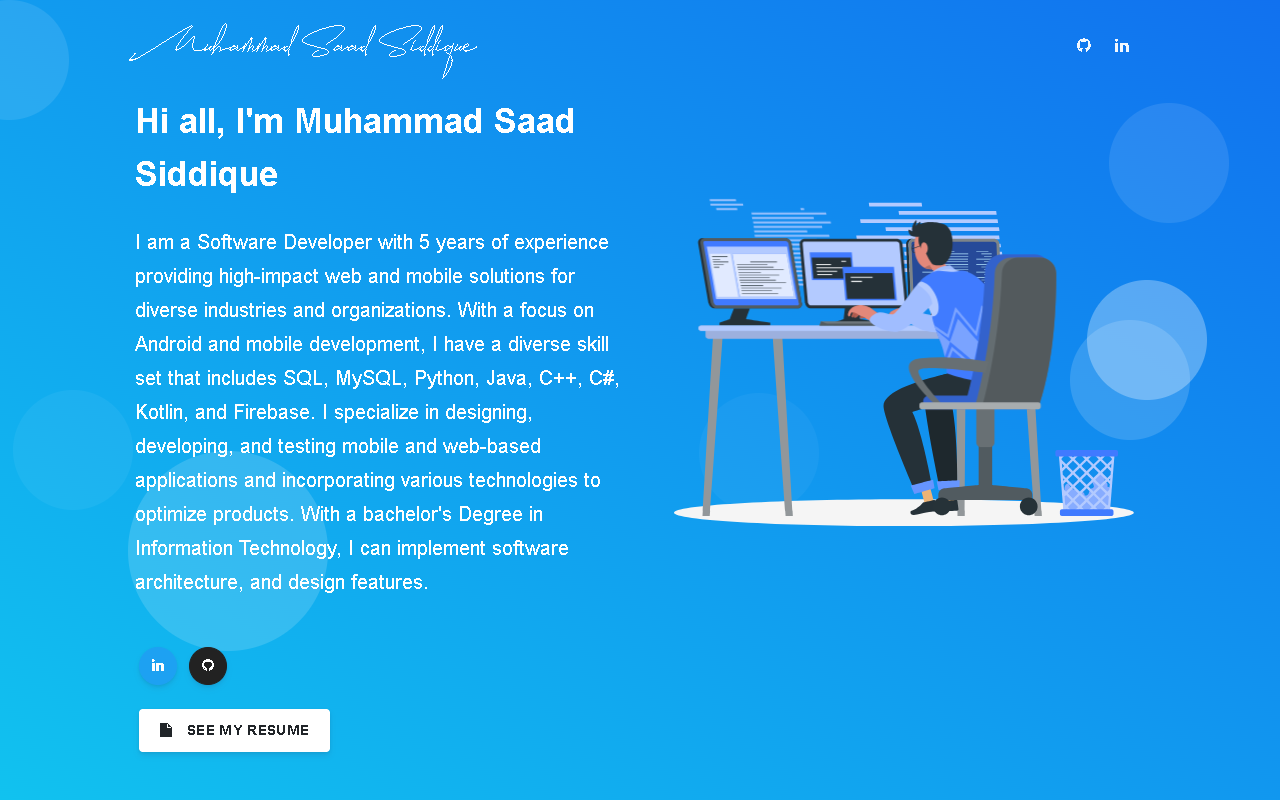 Muhammad Saad Siddique
Hi all, I'm Muhammad Saad
Siddique
I am a Software Developer with 5 years of experience
providing high-impact web and mobile solutions for
diverse industries and organizations. With a focus on
Android and mobile development, I have a diverse skill
set that includes SQL, MySQL, Python, Java, C++, C#,
Kotlin, and Firebase. I specialize in designing,
developing, and testing mobile and web-based
applications and incorporating various technologies to
optimize products. With a bachelor's Degree in
Information Technology, I can implement software
architecture, and design features.
SEE MY RESUME